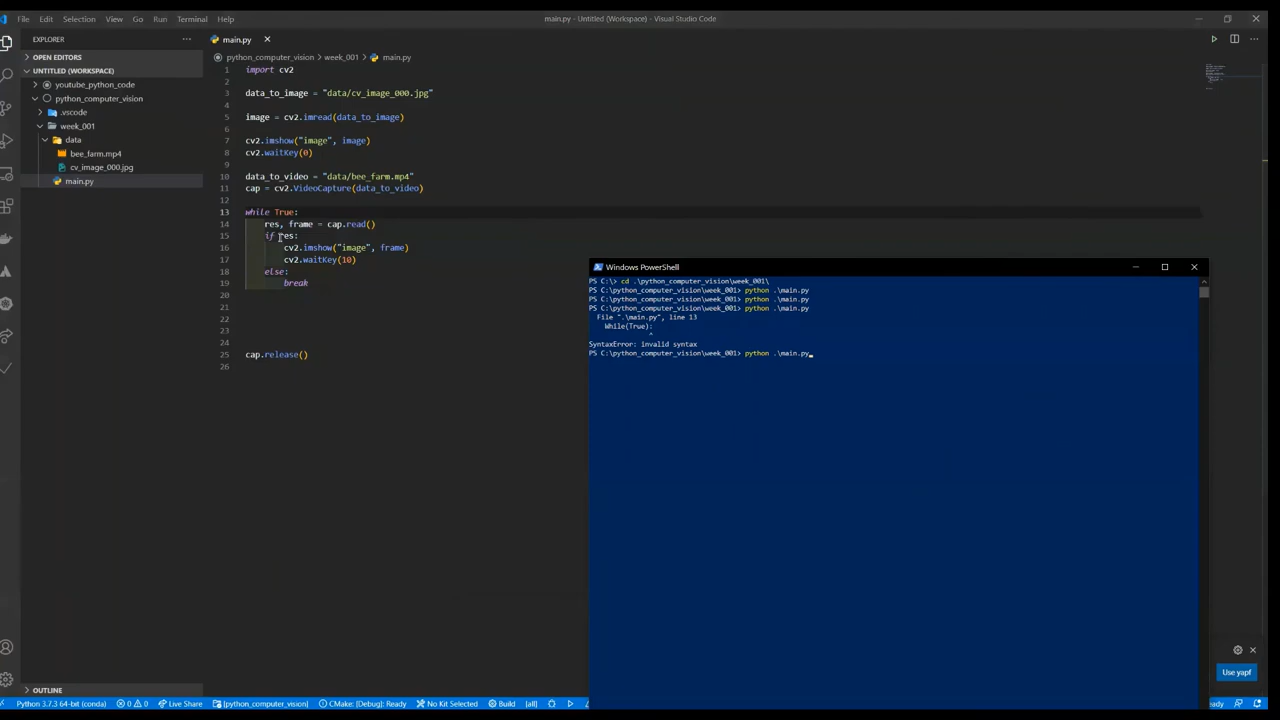 File Edit Selection View Go Run Terminal Help
main.py - Untitled (Workspace) - Visual Studio Code
EXPLORER
OPEN EDITORS
UNTITLED (WORKSPACE)
youtube_python_code
python_computer_vision
.vscode
week_001
data
bee_farm.mp4
cv_image_000.jpg
main.py
OUTLINE
main.py
python_computer_vision > week_001 > main.py
1 import cv2
2
3 data_to_image = "data/cv_image_000.jpg"
4
5 image = cv2.imread(data_to_image)
6
7 cv2.imshow("image", image)
8 cv2.waitKey(0)
9
10 data_to_video = "data/bee_farm.mp4"
11 cap = cv2.VideoCapture(data_to_video)
12
13 while True:
14 res, frame = cap.read()
15 if res:
16 cv2.imshow("image", frame)
17 cv2.waitKey(10)
18 else:
19 break
20
21
22
23
24
25 cap.release()
26
Windows PowerShell
PS C:\> cd .\python_computer_vision\week_001\
PS C:\python_computer_vision\week_001> python .\main.py
PS C:\python_computer_vision\week_001> python .\main.py
PS C:\python_computer_vision\week_001> python .\main.py
File ".\main.py", line 13
While(True):
^
SyntaxError: invalid syntax
PS C:\python_computer_vision\week_001> python .\main.py
Use yapf
Python 3.7.3 64-bit (conda) 0 0 Live Share [python_computer_vision] CMake: [Debug]: Ready No Kit Selected Build [all]